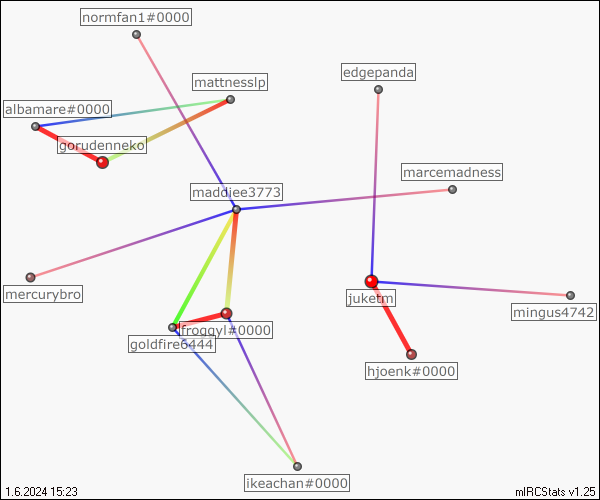 normfan1#0000
edgepanda
mattnesslp
albamare#0000
gorudenneko
marcemadness
maddiee3773
mercurybro
juketm
mingus4742
froggyl#0000
goldfire6444
hjoenk#0000
ikeachan#0000
1.6.2024 15:23
mIRCStats v1.25